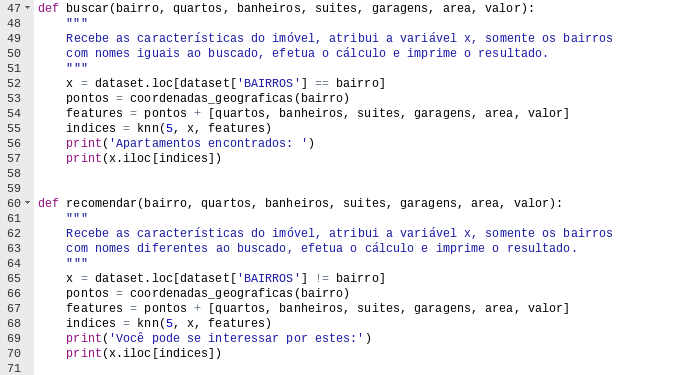 47 def buscar(bairro, quartos, banheiros, suites, garagens, area, valor):
48     """
49     Recebe as características do imóvel, atribui a variável x, somente os bairros
50     com nomes iguais ao buscado, efetua o cálculo e imprime o resultado.
51     """
52     x = dataset.loc[dataset['BAIRROS'] == bairro]
53     pontos = coordenadas_geograficas(bairro)
54     features = pontos + [quartos, banheiros, suites, garagens, area, valor]
55     indices = knn(5, x, features)
56     print('Apartamentos encontrados: ')
57     print(x.iloc[indices])
58
59
60 def recomendar(bairro, quartos, banheiros, suites, garagens, area, valor):
61     """
62     Recebe as características do imóvel, atribui a variável x, somente os bairros
63     com nomes diferentes ao buscado, efetua o cálculo e imprime o resultado.
64     """
65     x = dataset.loc[dataset['BAIRROS'] != bairro]
66     pontos = coordenadas_geograficas(bairro)
67     features = pontos + [quartos, banheiros, suites, garagens, area, valor]
68     indices = knn(5, x, features)
69     print('Você pode se interessar por estes:')
70     print(x.iloc[indices])
71